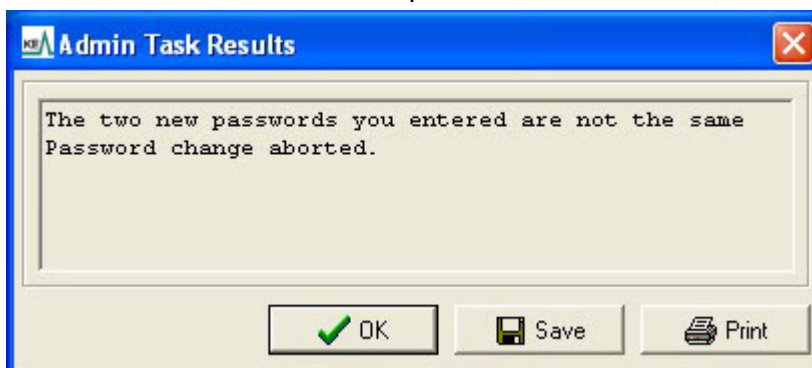 KE Admin Task Results
The two new passwords you entered are not the same
Password change aborted.
OK Save Print